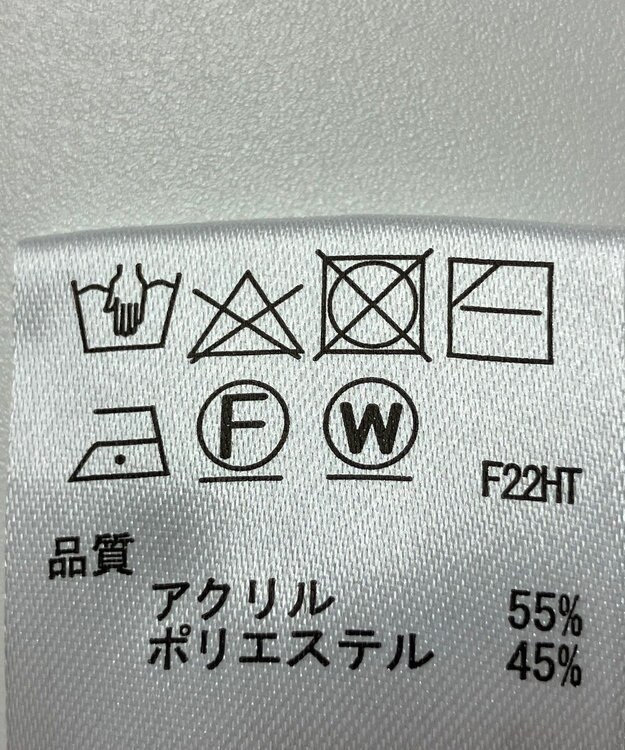 F W F22HT
品質
アクリル 55%
ポリエステル 45%